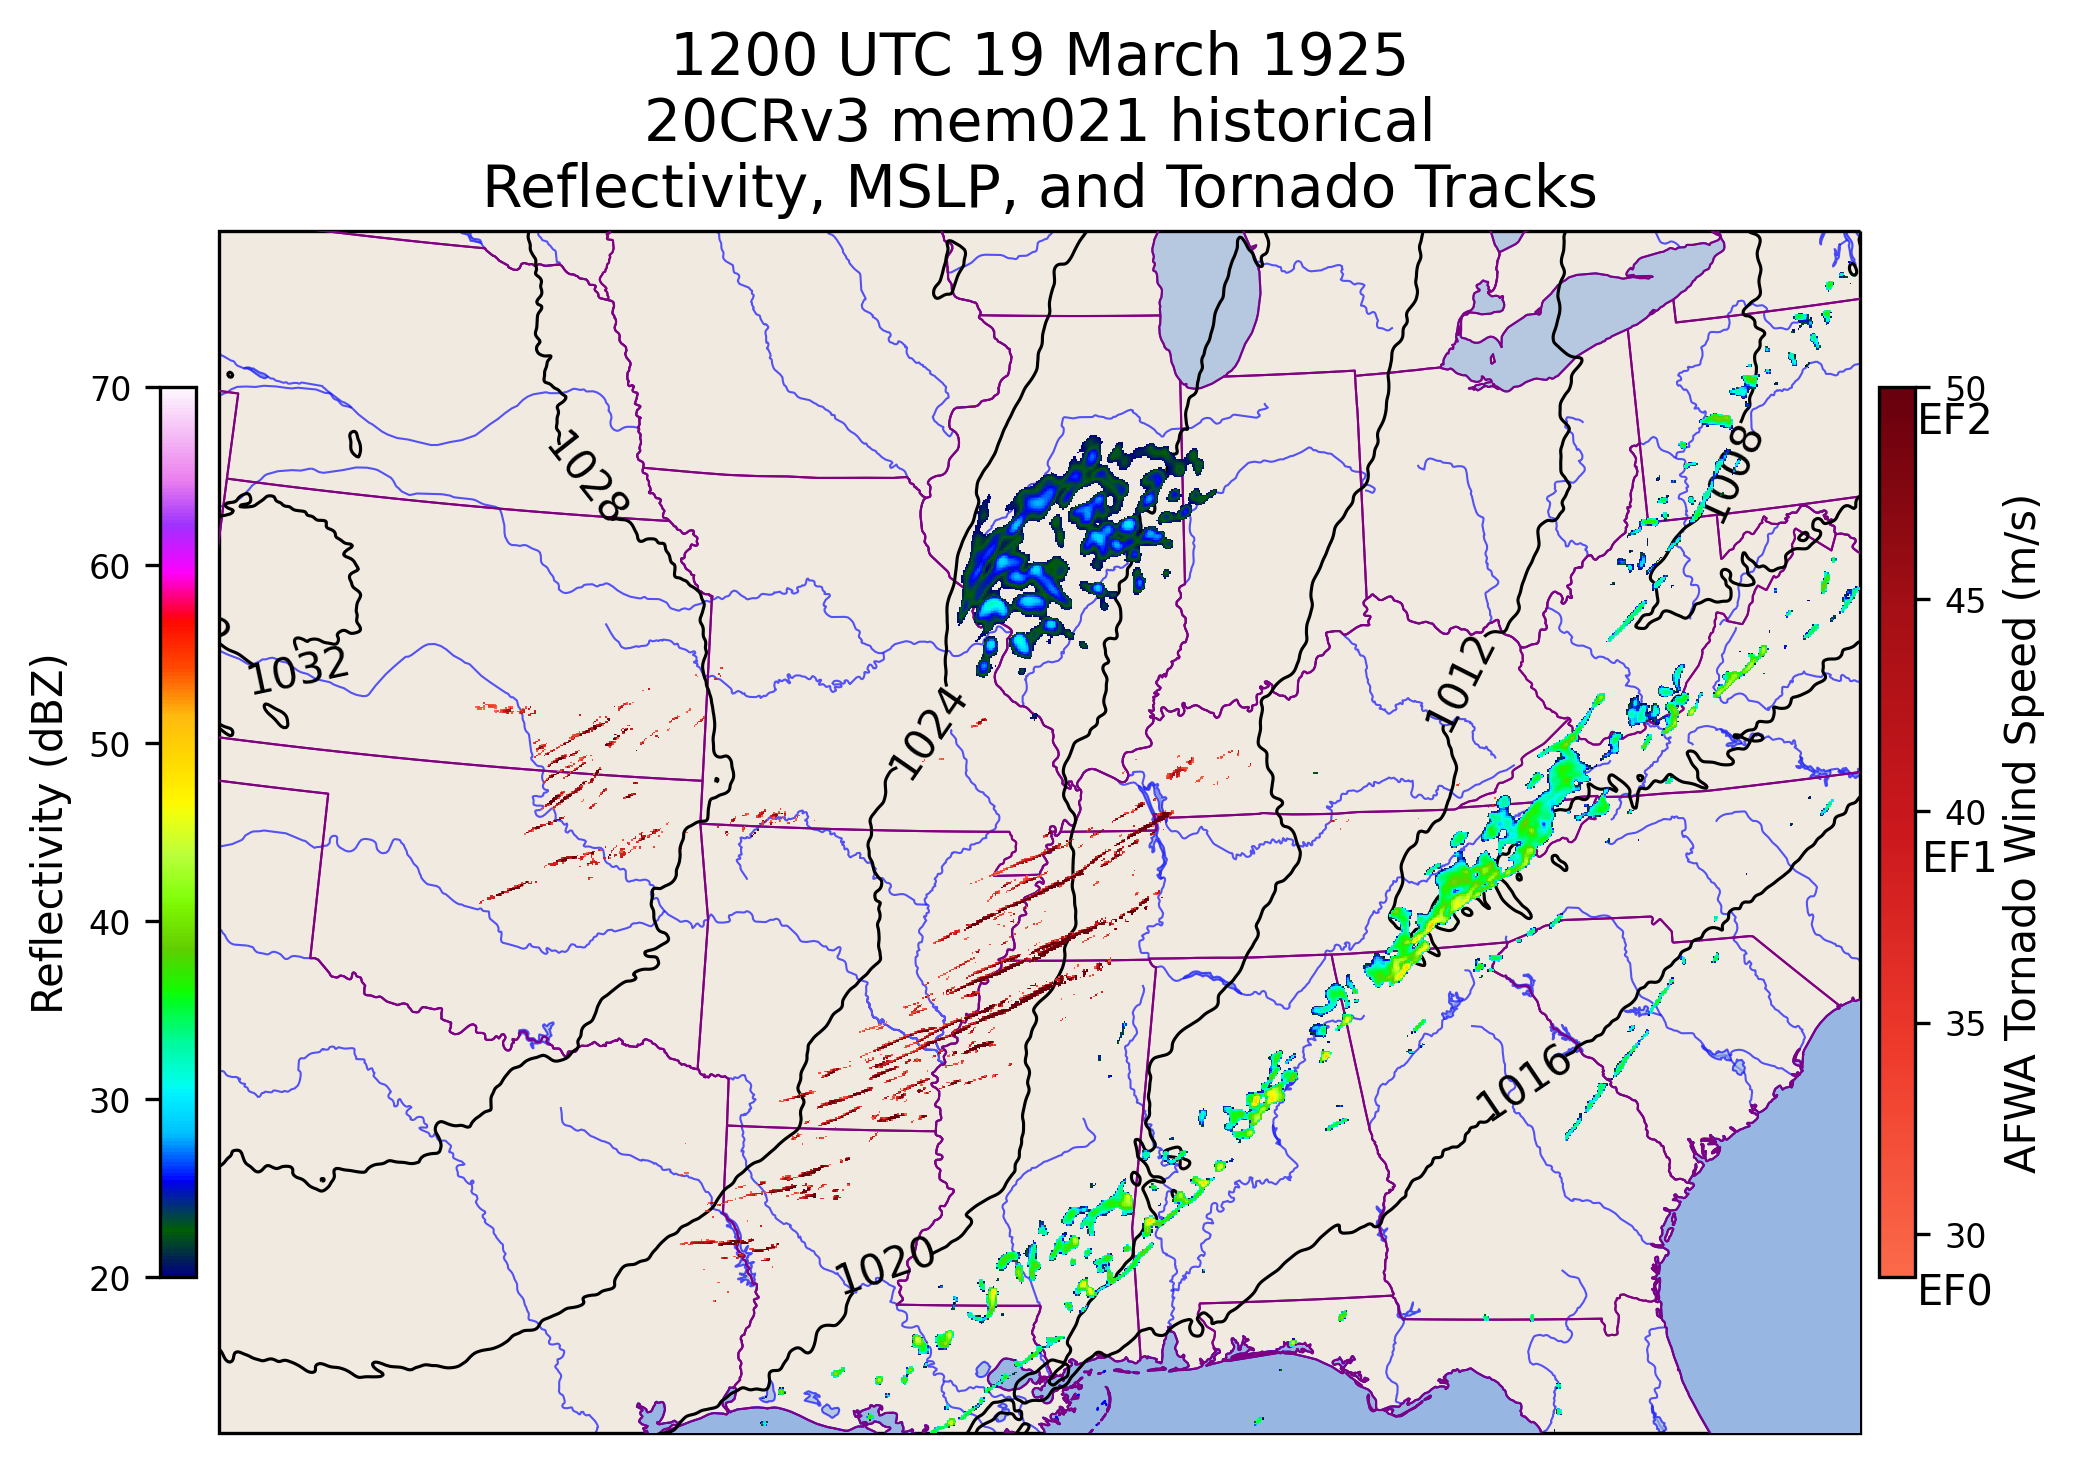 1200 UTC 19 March 1925
20CRv3 mem021 historical
Reflectivity, MSLP, and Tornado Tracks
Reflectivity (dBZ)
70
60
50
40
30
20
1028
1032
1024
1020
1012
1008
1016
50
EF2
45
40
EF1
35
30
EF0
AFWA Tornado Wind Speed (m/s)